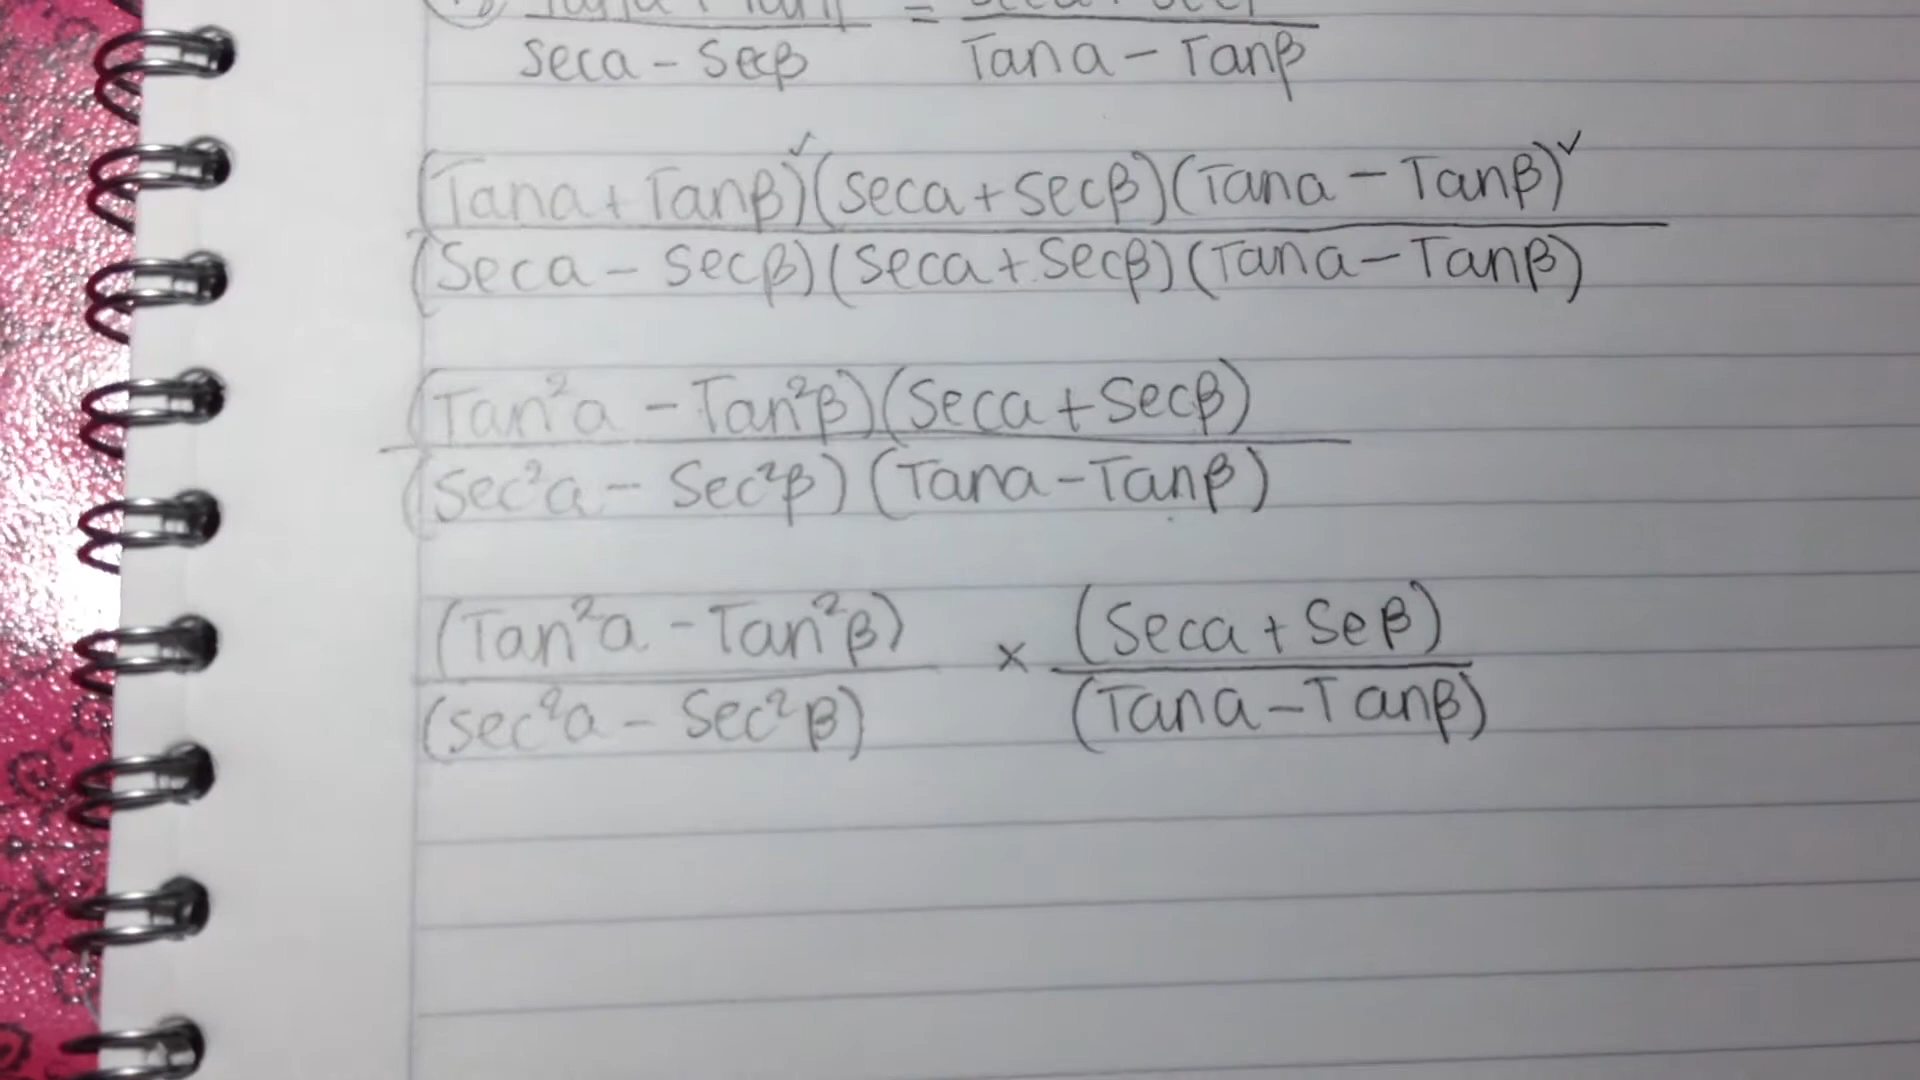 =
Seca - Secβ Tana - Tanβ
(Tana + Tanβ)✓(Seca + Secβ)(Tana - Tanβ)✓
(Seca - Secβ)(Seca + Secβ)(Tana - Tanβ)
(Tan²a - Tan²β)(Seca + Secβ)
(Sec²a - Sec²β)(Tana - Tanβ)
(Tan²a - Tan²β) × (Seca + Seβ)
(Sec²a - Sec²β) (Tana - Tanβ)